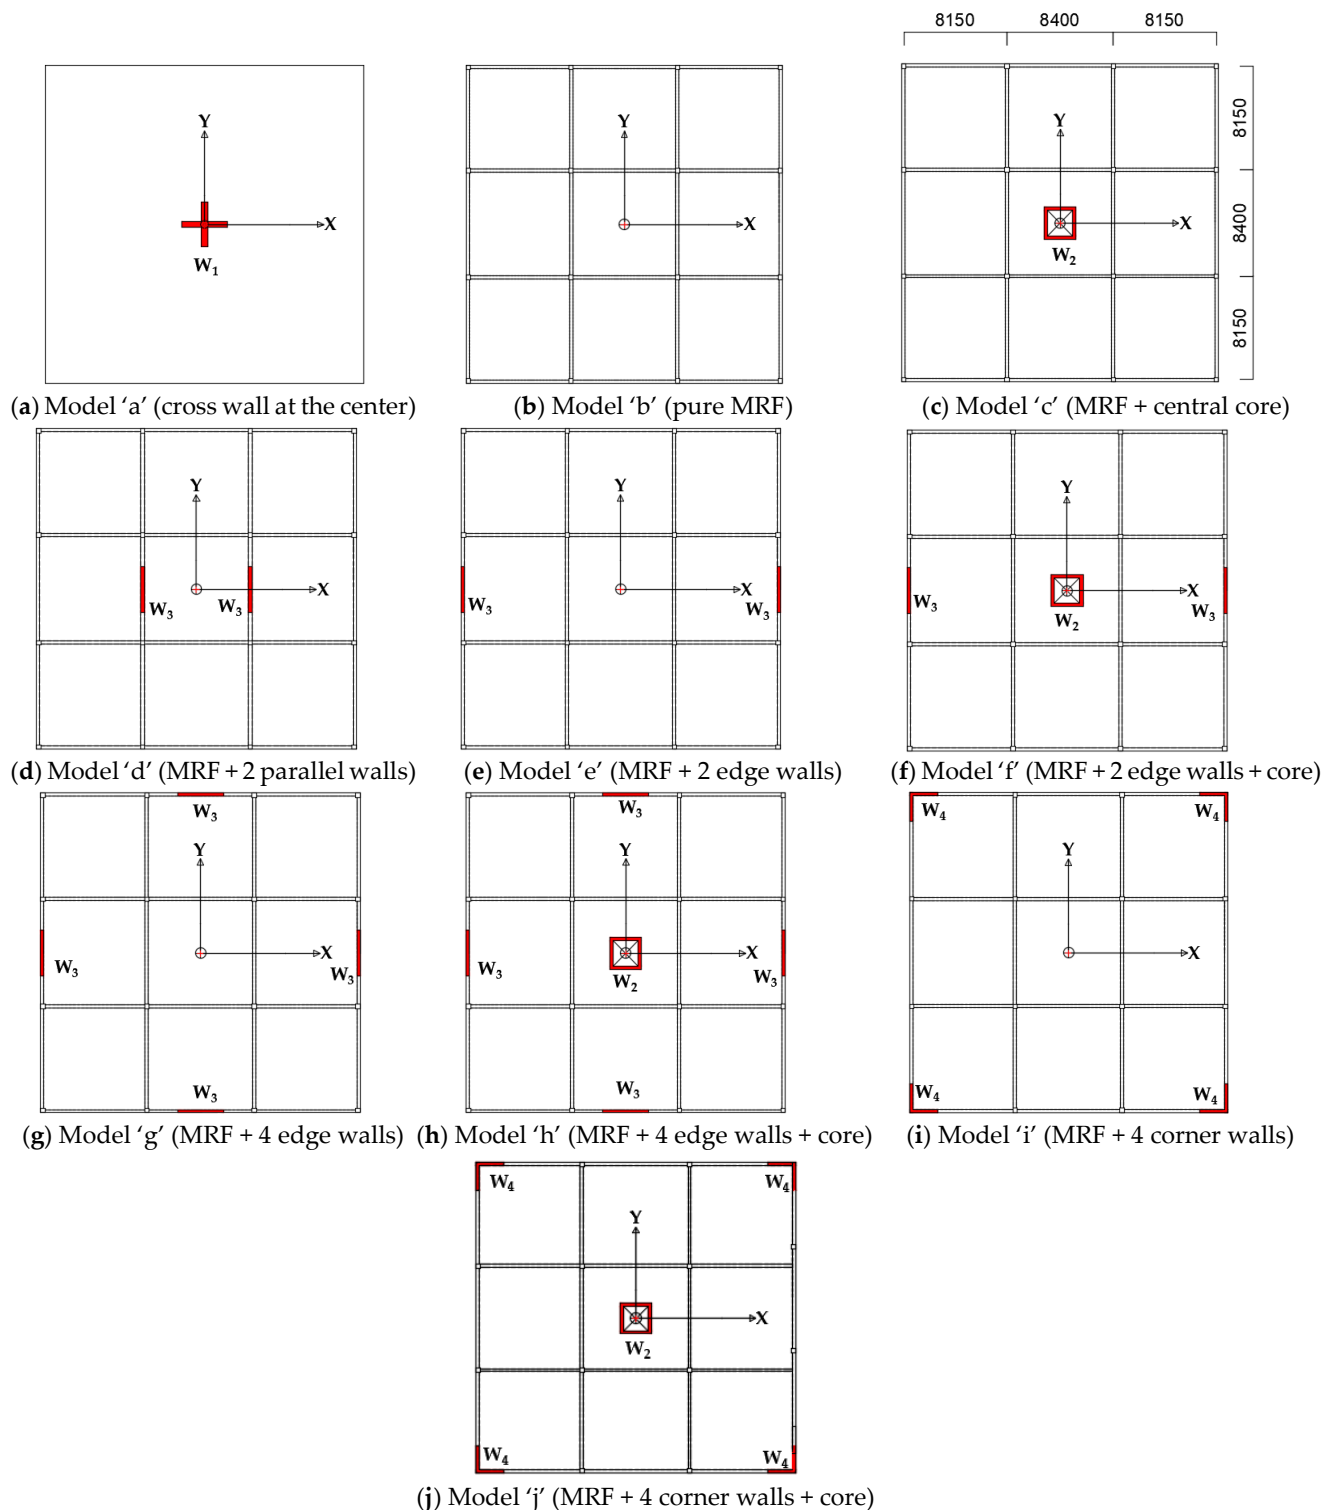 8150 8400 8150
Y
X
W₁
Y
X
Y
X
W₂
8150
8400
8150
(a) Model ‘a’ (cross wall at the center)
(b) Model ‘b’ (pure MRF)
(c) Model ‘c’ (MRF + central core)
Y
X
W₃ W₃
Y
X
W₃ W₃
Y
X
W₃ W₂ W₃
(d) Model ‘d’ (MRF + 2 parallel walls)
(e) Model ‘e’ (MRF + 2 edge walls)
(f) Model ‘f’ (MRF + 2 edge walls + core)
W₃
Y
X
W₃ W₃
W₃
W₃
Y
X
W₃ W₂ W₃
W₃
W₄ W₄
Y
X
W₄ W₄
(g) Model ‘g’ (MRF + 4 edge walls)
(h) Model ‘h’ (MRF + 4 edge walls + core)
(i) Model ‘i’ (MRF + 4 corner walls)
W₄ W₄
Y
X
W₂
W₄ W₄
(j) Model ‘j’ (MRF + 4 corner walls + core)